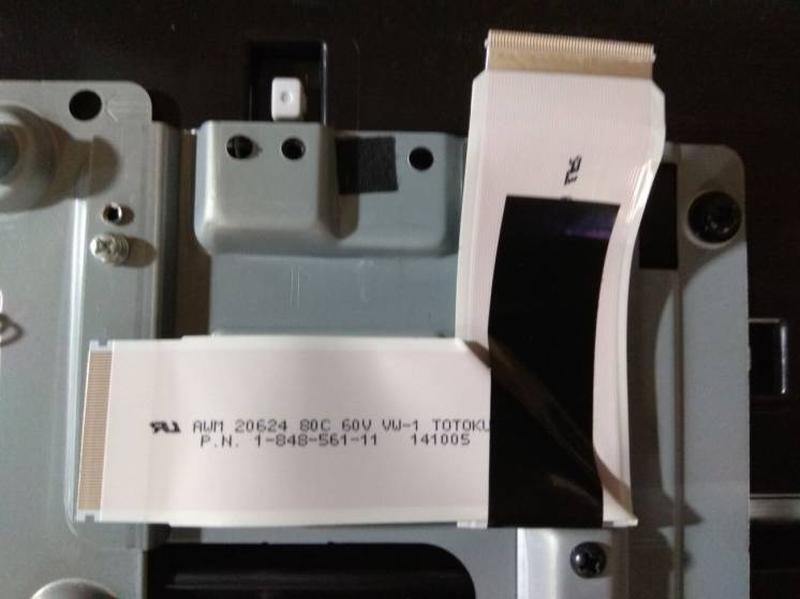 AWM 20624 80C 60V VW-1 TOTOKU
P.N. 1-848-561-11 141005